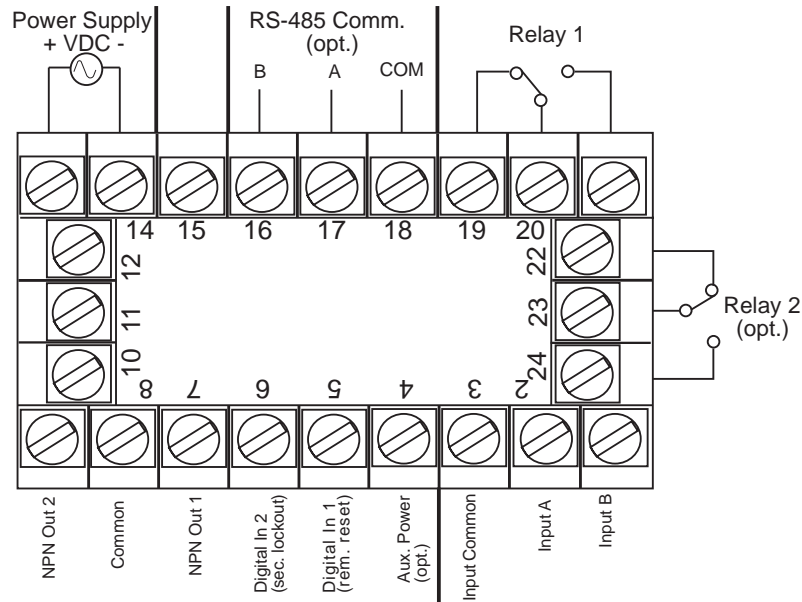 Power Supply
+ VDC -
RS-485 Comm.
(opt.)
B A COM
Relay 1
14 15 16 17 18 19 20
12 22
11 23
Relay 2
(opt.)
10 24
8 7 6 5 4 3 2
NPN Out 2
Common
NPN Out 1
Digital In 2
(sec. lockout)
Digital In 1
(rem. reset)
Aux. Power
(opt.)
Input Common
Input A
Input B